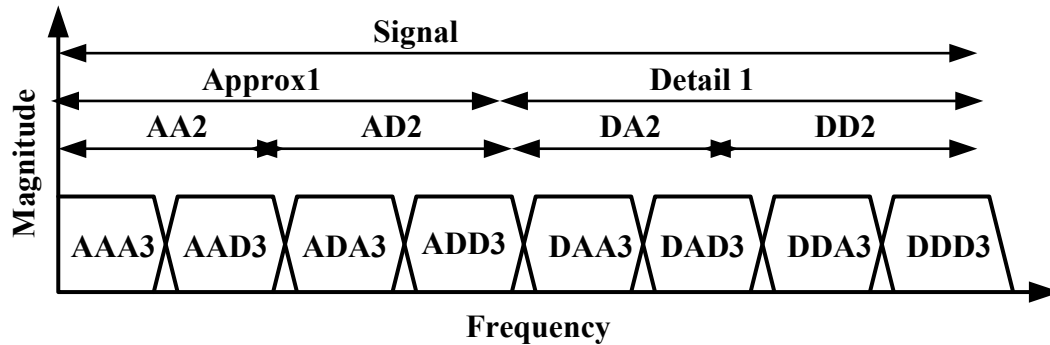 Signal
Approx1 Detail 1
AA2 AD2 DA2 DD2
Magnitude
AAA3 AAD3 ADA3 ADD3 DAA3 DAD3 DDA3 DDD3
Frequency